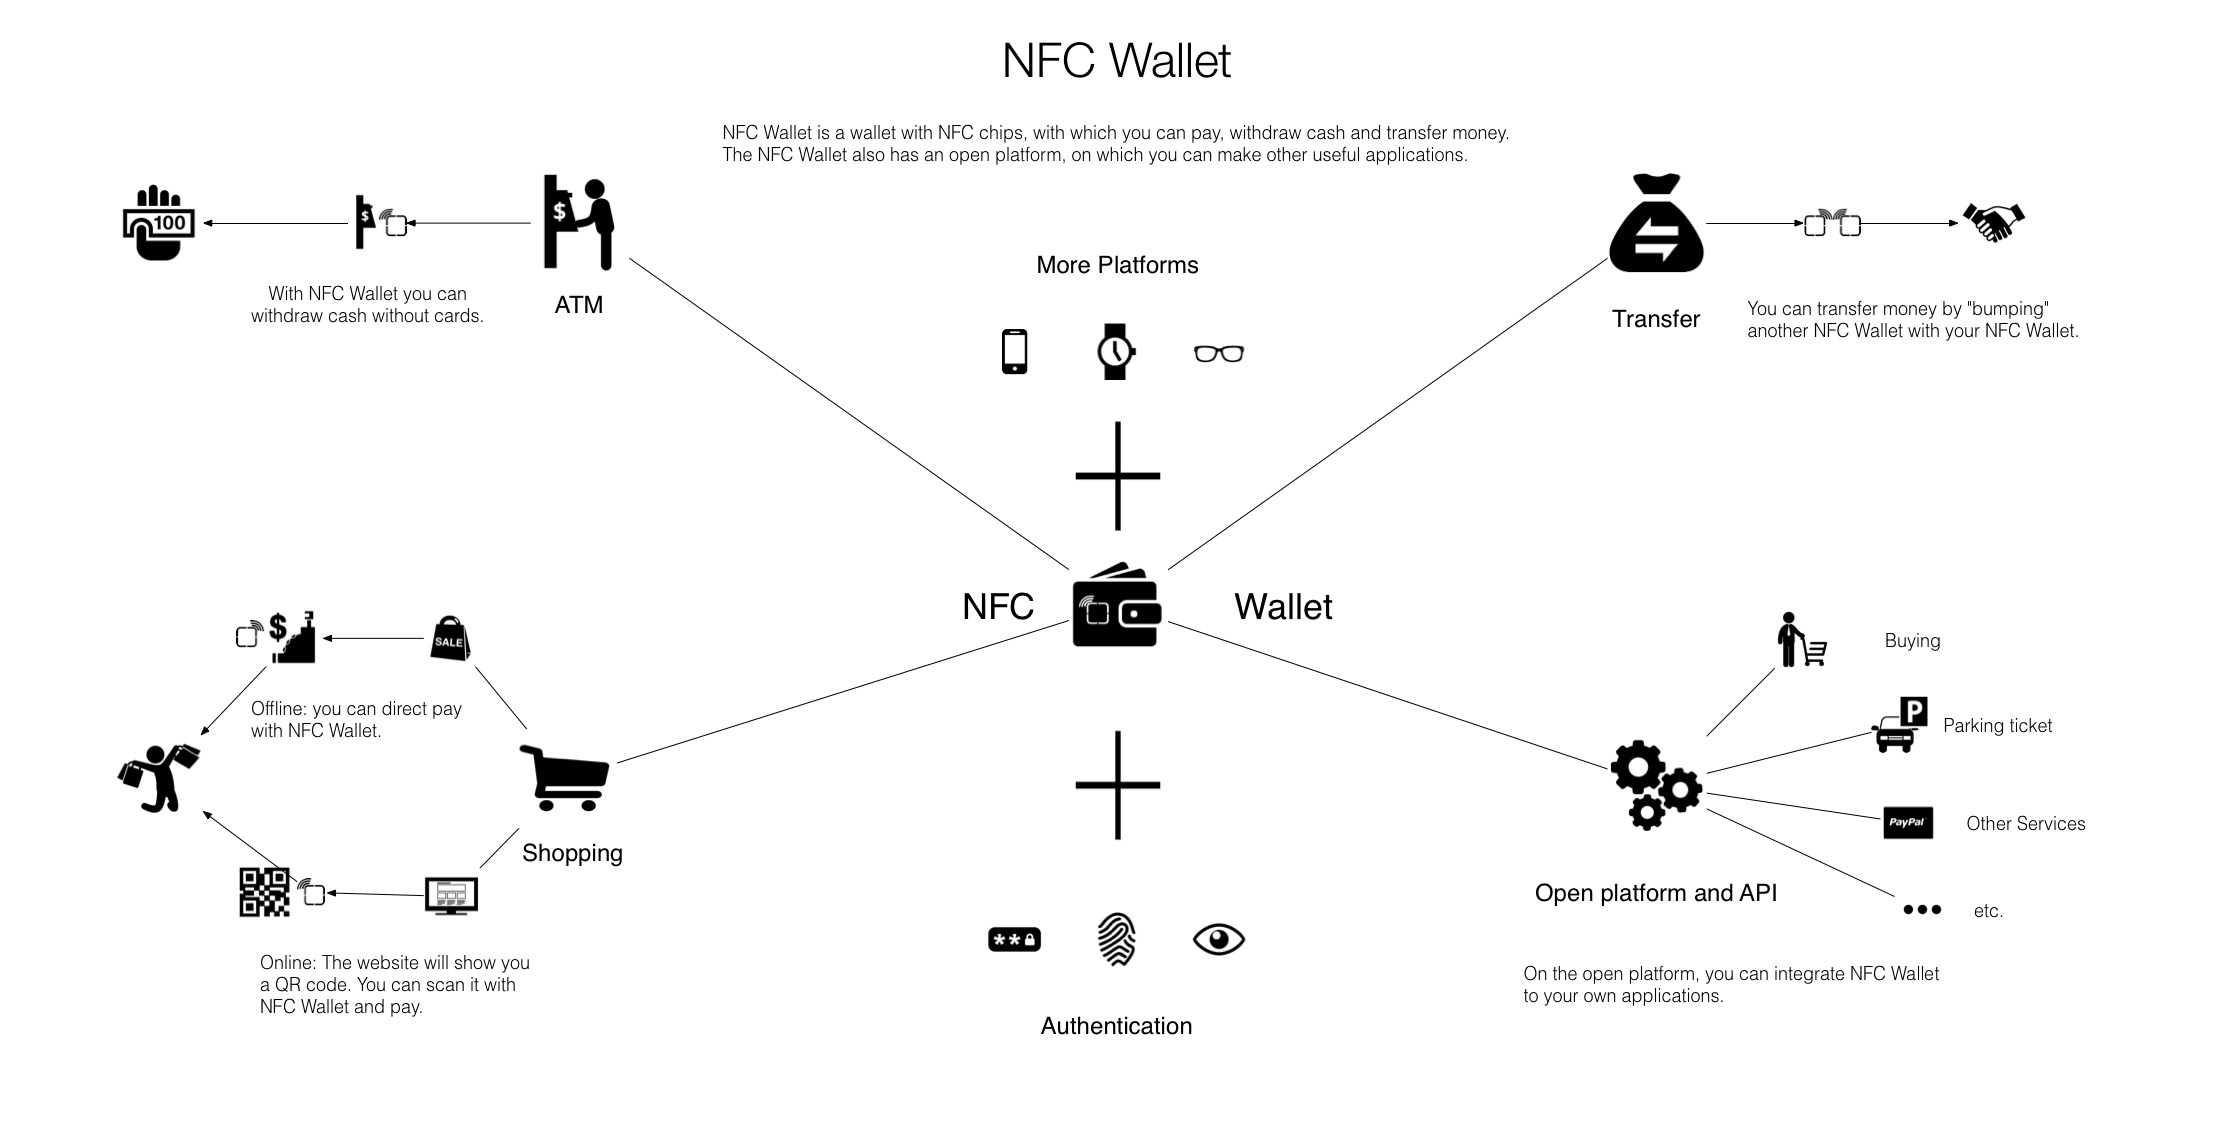 NFC Wallet
NFC Wallet is a wallet with NFC chips, with which you can pay, withdraw cash and transfer money.
The NFC Wallet also has an open platform, on which you can make other useful applications.
100
$
$
With NFC Wallet you can
withdraw cash without cards.
ATM
More Platforms
Transfer
You can transfer money by "bumping"
another NFC Wallet with your NFC Wallet.
NFC
Wallet
$
SALE
Offline: you can direct pay
with NFC Wallet.
Shopping
Online: The website will show you
a QR code. You can scan it with
NFC Wallet and pay.
**
Authentication
Buying
P
Parking ticket
PayPal
Other Services
Open platform and API
etc.
On the open platform, you can integrate NFC Wallet
to your own applications.